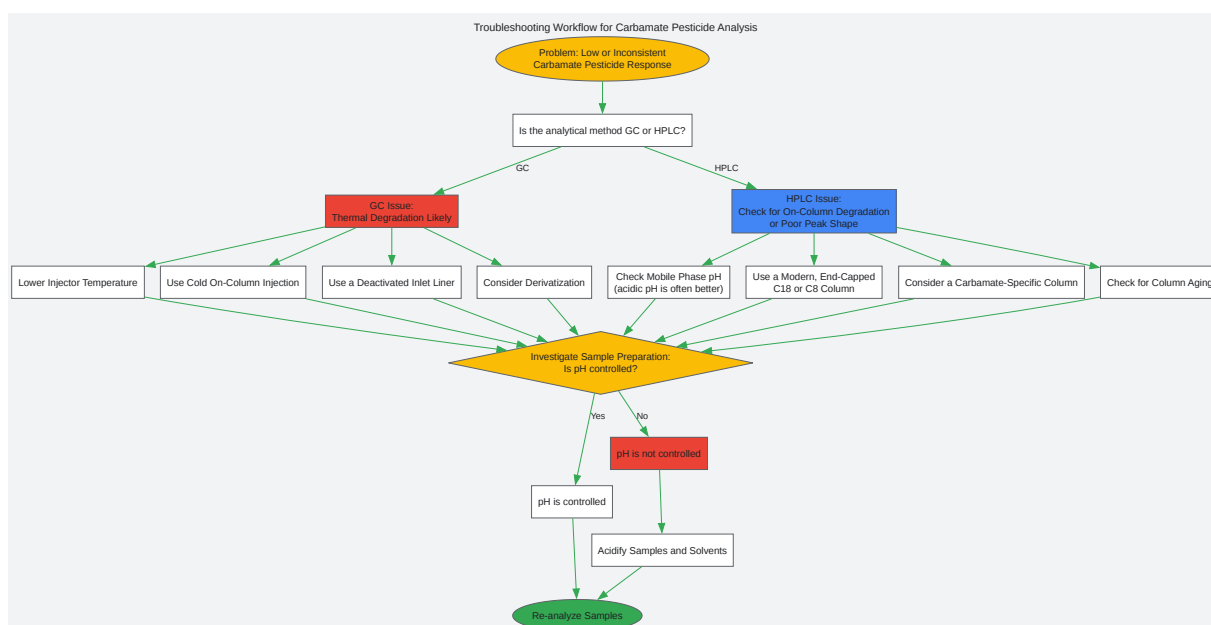 Troubleshooting Workflow for Carbamate Pesticide Analysis
Problem: Low or Inconsistent
Carbamate Pesticide Response
Is the analytical method GC or HPLC?
GC
HPLC
GC Issue:
Thermal Degradation Likely
HPLC Issue:
Check for On-Column Degradation
or Poor Peak Shape
Lower Injector Temperature
Use Cold On-Column Injection
Use a Deactivated Inlet Liner
Consider Derivatization
Check Mobile Phase pH
(acidic pH is often better)
Use a Modern, End-Capped
C18 or C8 Column
Consider a Carbamate-Specific Column
Check for Column Aging
Investigate Sample Preparation:
Is pH controlled?
Yes
No
pH is not controlled
pH is controlled
Acidify Samples and Solvents
Re-analyze Samples